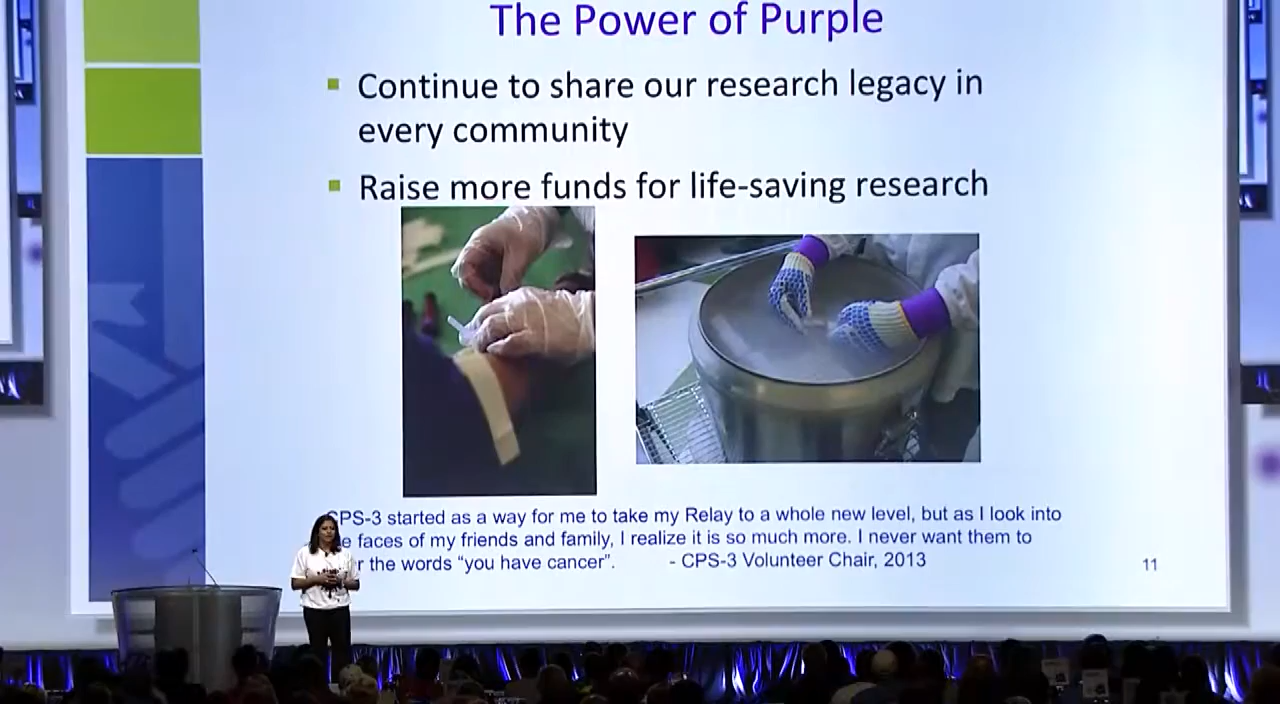 The Power of Purple
Continue to share our research legacy in
every community
Raise more funds for life-saving research
CPS-3 started as a way for me to take my Relay to a whole new level, but as I look into
faces of my friends and family, I realize it is so much more. I never want them to
the words “you have cancer”. - CPS-3 Volunteer Chair, 2013
11